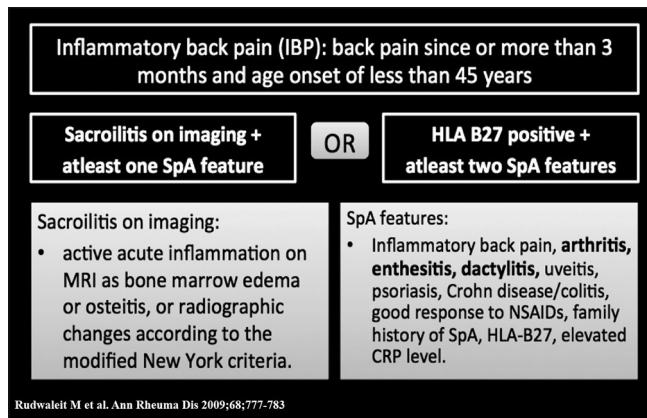 Inflammatory back pain (IBP): back pain since or more than 3
months and age onset of less than 45 years
Sacroilitis on imaging +
atleast one SpA feature
OR
HLA B27 positive +
atleast two SpA features
Sacroilitis on imaging:
• active acute inflammation on
MRI as bone marrow edema
or osteitis, or radiographic
changes according to the
modified New York criteria.
SpA features:
• Inflammatory back pain, arthritis,
enthesitis, dactylitis, uveitis,
psoriasis, Crohn disease/colitis,
good response to NSAIDs, family
history of SpA, HLA-B27, elevated
CRP level.
Rudwaleit M et al. Ann Rheuma Dis 2009;68;777-783